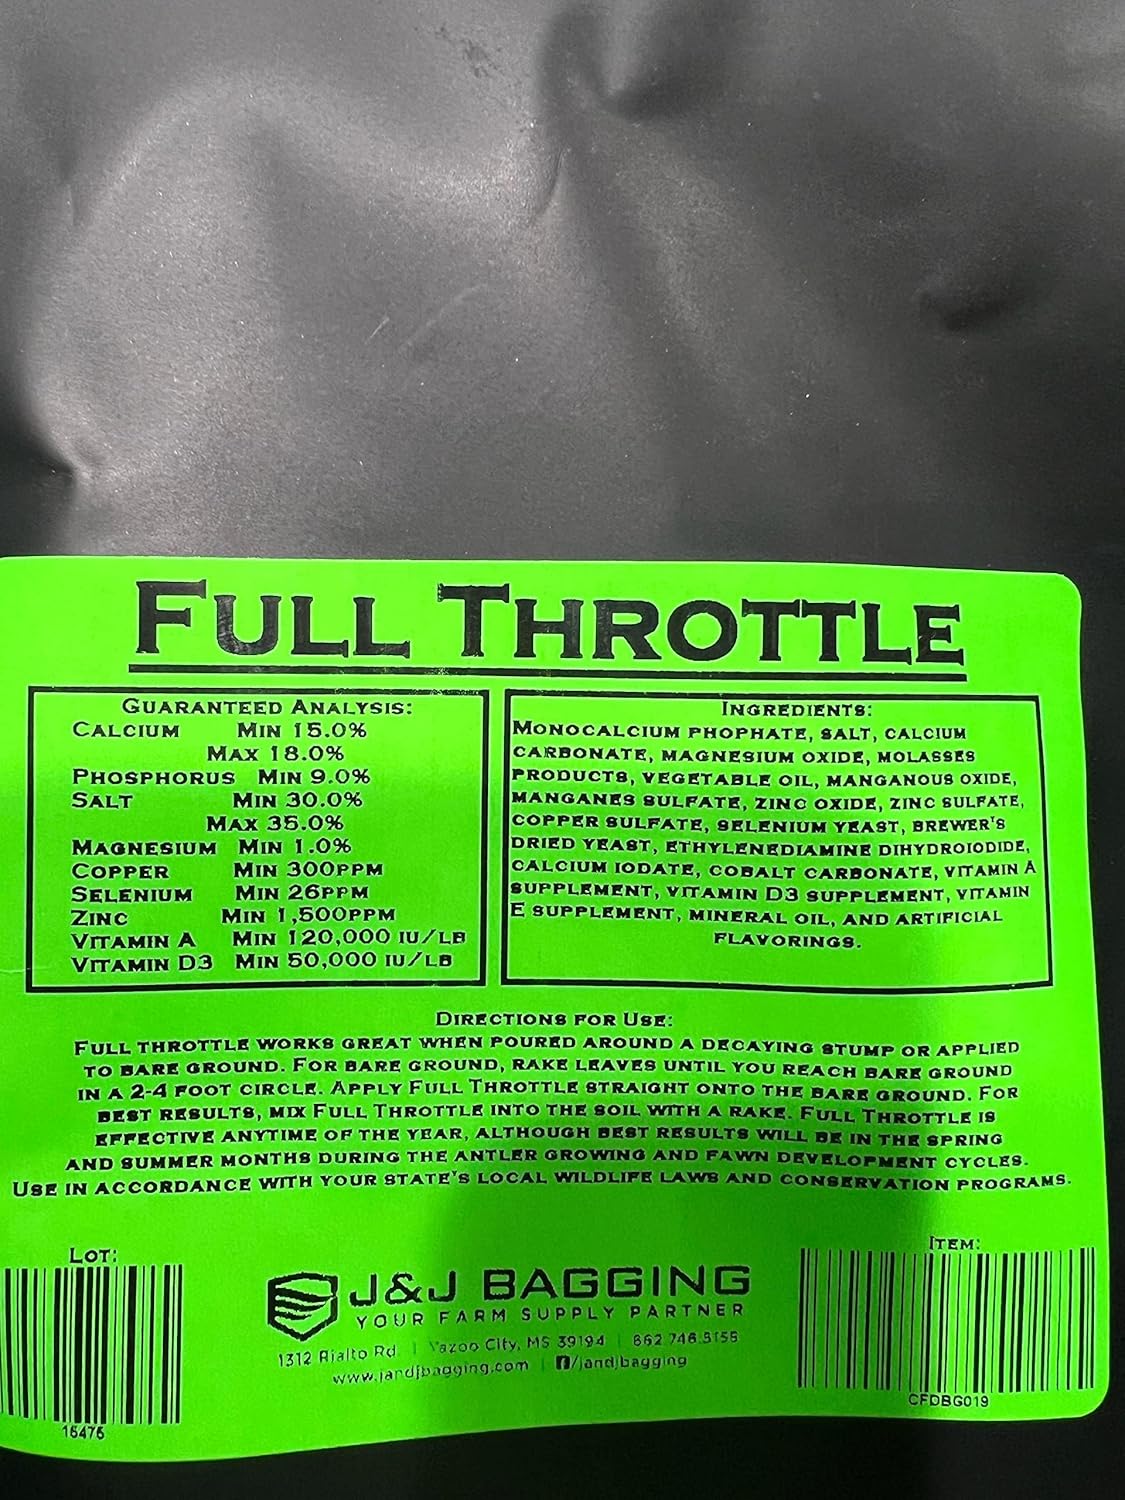 FULL THROTTLE
GUARANTEED ANALYSIS:
CALCIUM MIN 15.0%
MAX 18.0%
PHOSPHORUS MIN 9.0%
SALT MIN 30.0%
MAX 35.0%
MAGNESIUM MIN 1.0%
COPPER MIN 300PPM
SELENIUM MIN 26PPM
ZINC MIN 1,500PPM
VITAMIN A MIN 120,000 IU/LB
VITAMIN D3 MIN 50,000 IU/LB
INGREDIENTS:
MONOCALCIUM PHOPHATE, SALT, CALCIUM
CARBONATE, MAGNESIUM OXIDE, MOLASSES
PRODUCTS, VEGETABLE OIL, MANGANOUS OXIDE,
MANGANES SULFATE, ZINC OXIDE, ZINC SULFATE,
COPPER SULFATE, SELENIUM YEAST, BREWER'S
DRIED YEAST, ETHYLENEDIAMINE DIHYDROIODIDE,
CALCIUM IODATE, COBALT CARBONATE, VITAMIN A
SUPPLEMENT, VITAMIN D3 SUPPLEMENT, VITAMIN
E SUPPLEMENT, MINERAL OIL, AND ARTIFICIAL
FLAVORINGS.
DIRECTIONS FOR USE:
FULL THROTTLE WORKS GREAT WHEN POURED AROUND A DECAYING STUMP OR APPLIED
TO BARE GROUND. FOR BARE GROUND, RAKE LEAVES UNTIL YOU REACH BARE GROUND
IN A 2-4 FOOT CIRCLE. APPLY FULL THROTTLE STRAIGHT ONTO THE BARE GROUND. FOR
BEST RESULTS, MIX FULL THROTTLE INTO THE SOIL WITH A RAKE. FULL THROTTLE IS
EFFECTIVE ANYTIME OF THE YEAR, ALTHOUGH BEST RESULTS WILL BE IN THE SPRING
AND SUMMER MONTHS DURING THE ANTLER GROWING AND FAWN DEVELOPMENT CYCLES.
USE IN ACCORDANCE WITH YOUR STATE'S LOCAL WILDLIFE LAWS AND CONSERVATION PROGRAMS.
LOT:
16476
J&J BAGGING
YOUR FARM SUPPLY PARTNER
1312 Rialto Rd | Yazoo City, MS 39194 | 662.746.5155
www.jandjbagging.com | /jandjbagging
ITEM:
CFDBG019